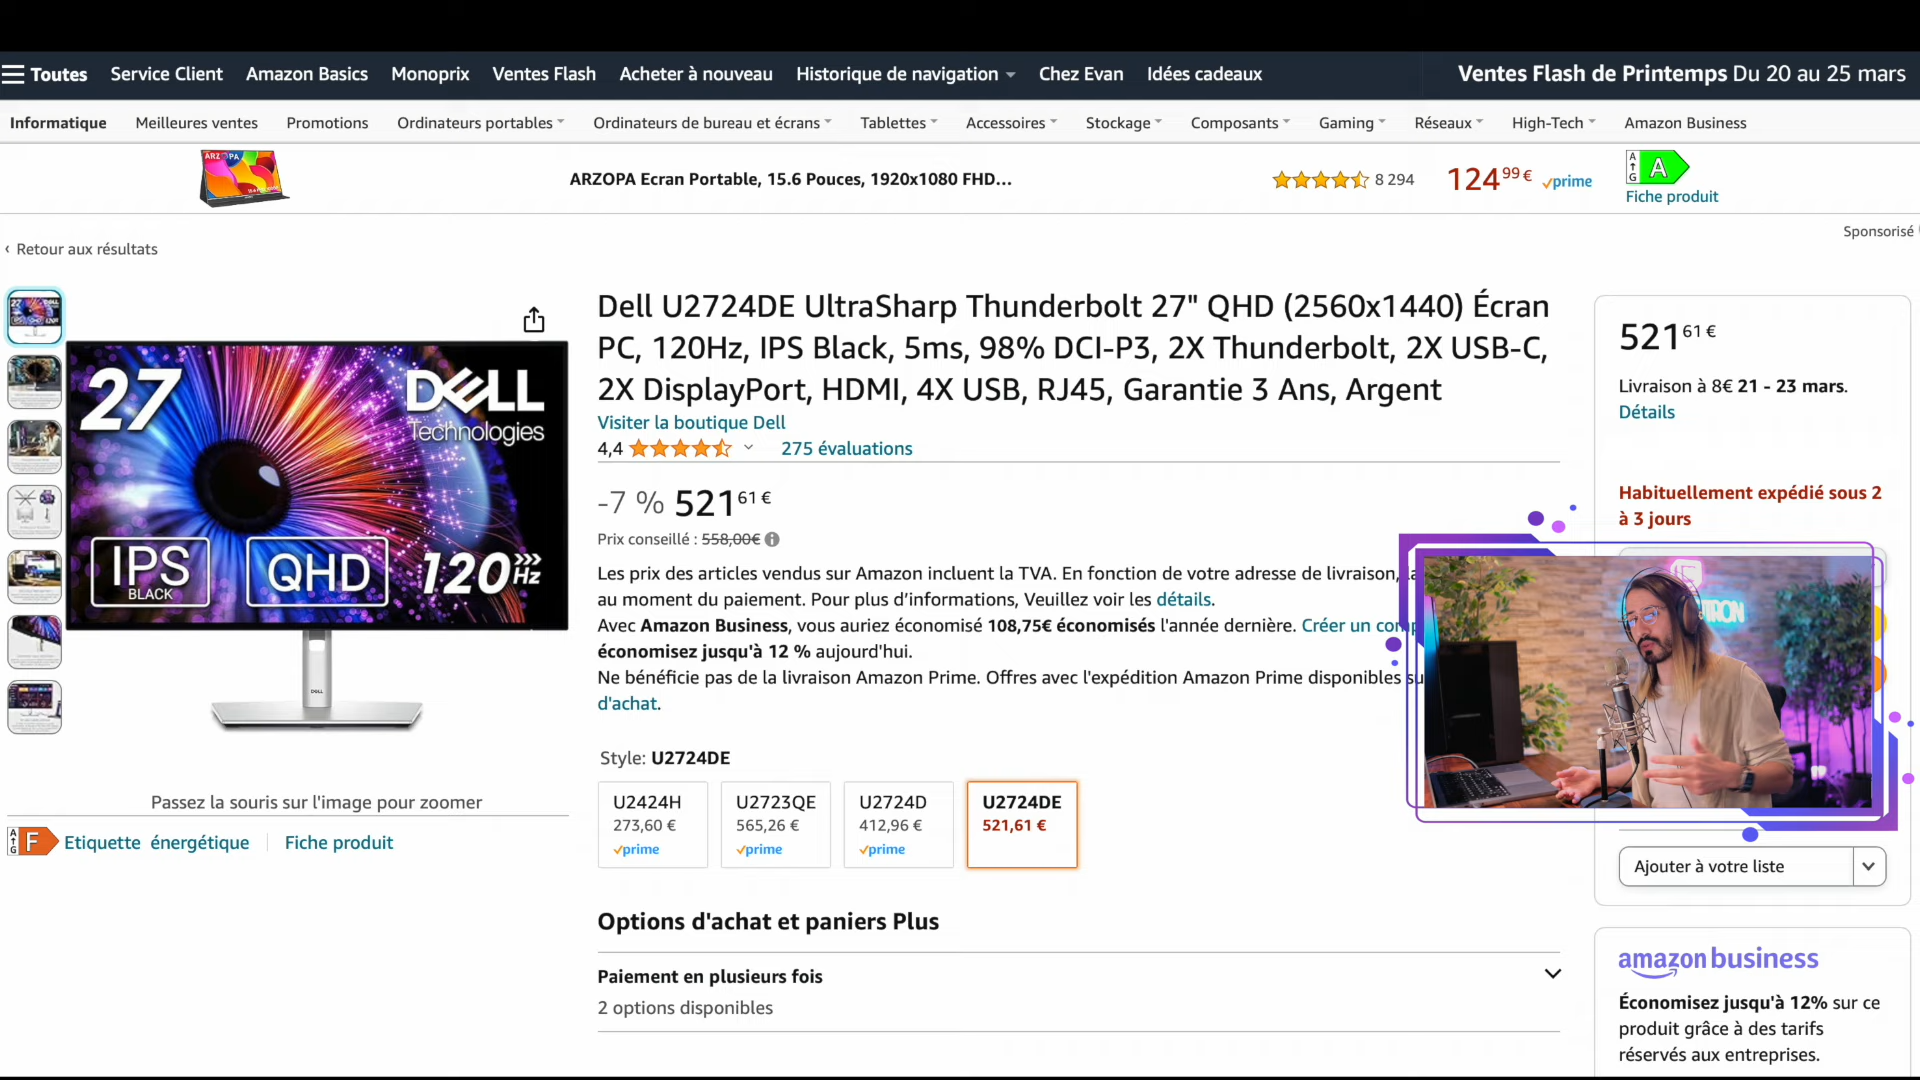 Toutes Service Client Amazon Basics Monoprix Ventes Flash Acheter à nouveau Historique de navigation Chez Evan Idées cadeaux Ventes Flash de Printemps Du 20 au 25 mars
Informatique Meilleures ventes Promotions Ordinateurs portables Ordinateurs de bureau et écrans Tablettes Accessoires Stockage Composants Gaming Réseaux High-Tech Amazon Business
ARZOPA Ecran Portable, 15.6 Pouces, 1920x1080 FHD... 8 294 124,99 € prime A
Fiche produit
Sponsorisé
‹ Retour aux résultats
Dell U2724DE UltraSharp Thunderbolt 27" QHD (2560x1440) Écran
PC, 120Hz, IPS Black, 5ms, 98% DCI-P3, 2X Thunderbolt, 2X USB-C,
2X DisplayPort, HDMI, 4X USB, RJ45, Garantie 3 Ans, Argent
Visiter la boutique Dell
4,4 275 évaluations
-7 % 521,61 €
Prix conseillé : 558,00€
Les prix des articles vendus sur Amazon incluent la TVA. En fonction de votre adresse de livraison, la
au moment du paiement. Pour plus d’informations, Veuillez voir les détails.
Avec Amazon Business, vous auriez économisé 108,75€ économisés l'année dernière. Créer un comp
économisez jusqu'à 12 % aujourd'hui.
Ne bénéficie pas de la livraison Amazon Prime. Offres avec l'expédition Amazon Prime disponibles su
d'achat.
27
DELL
Technologies
IPS
BLACK
QHD
120Hz
DELL
Passez la souris sur l'image pour zoomer
A
G
F
Etiquette énergétique Fiche produit
Style: U2724DE
U2424H
273,60 €
prime
U2723QE
565,26 €
prime
U2724D
412,96 €
prime
U2724DE
521,61 €
Options d'achat et paniers Plus
Paiement en plusieurs fois
2 options disponibles
521,61 €
Livraison à 8€ 21 - 23 mars.
Détails
Habituellement expédié sous 2
à 3 jours
TRON
Ajouter à votre liste
amazon business
Économisez jusqu'à 12% sur ce
produit grâce à des tarifs
réservés aux entreprises.